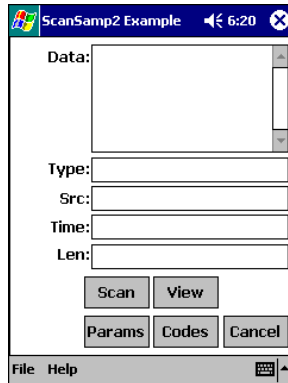 ScanSamp2 Example 6:20
Data:
Type:
Src:
Time:
Len:
Scan View
Params Codes Cancel
File Help